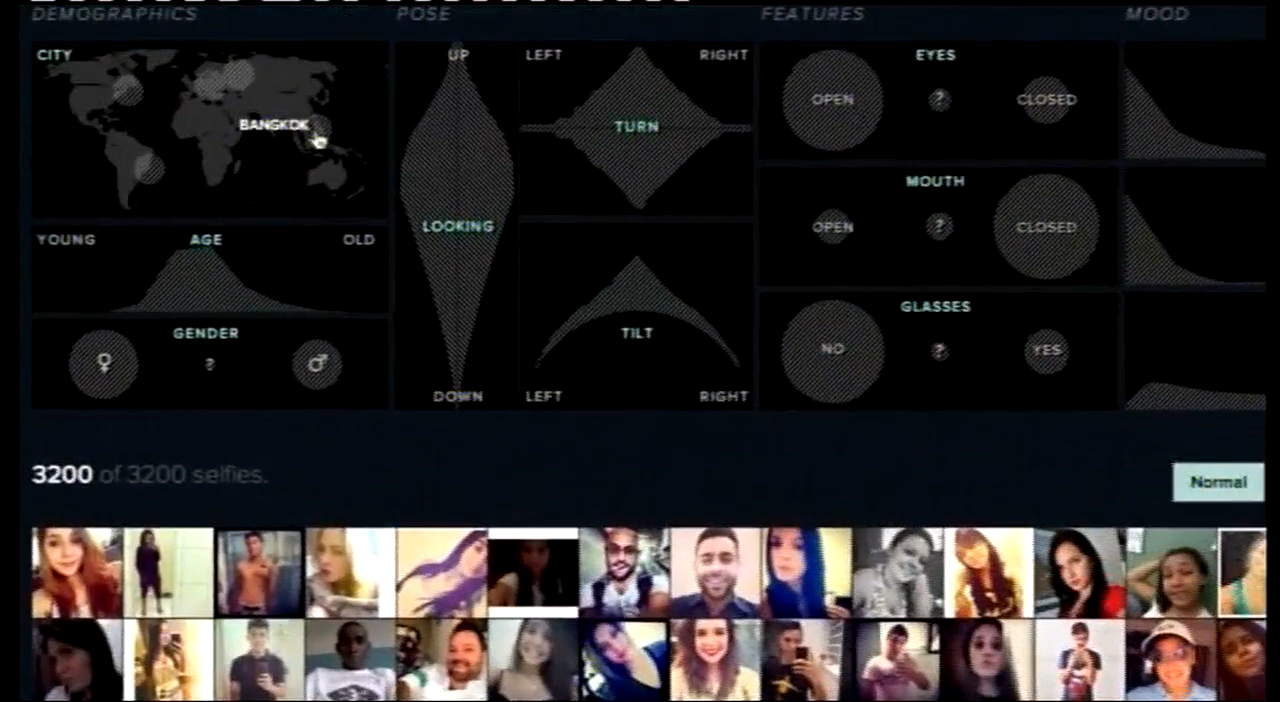 DEMOGRAPHICS
POSE
FEATURES
MOOD
CITY
BANGKOK
YOUNG
AGE
OLD
GENDER
?
UP
LOOKING
DOWN
LEFT
RIGHT
TURN
TILT
LEFT
RIGHT
EYES
OPEN
?
CLOSED
MOUTH
OPEN
?
CLOSED
GLASSES
NO
?
YES
3200 of 3200 selfies.
Normal